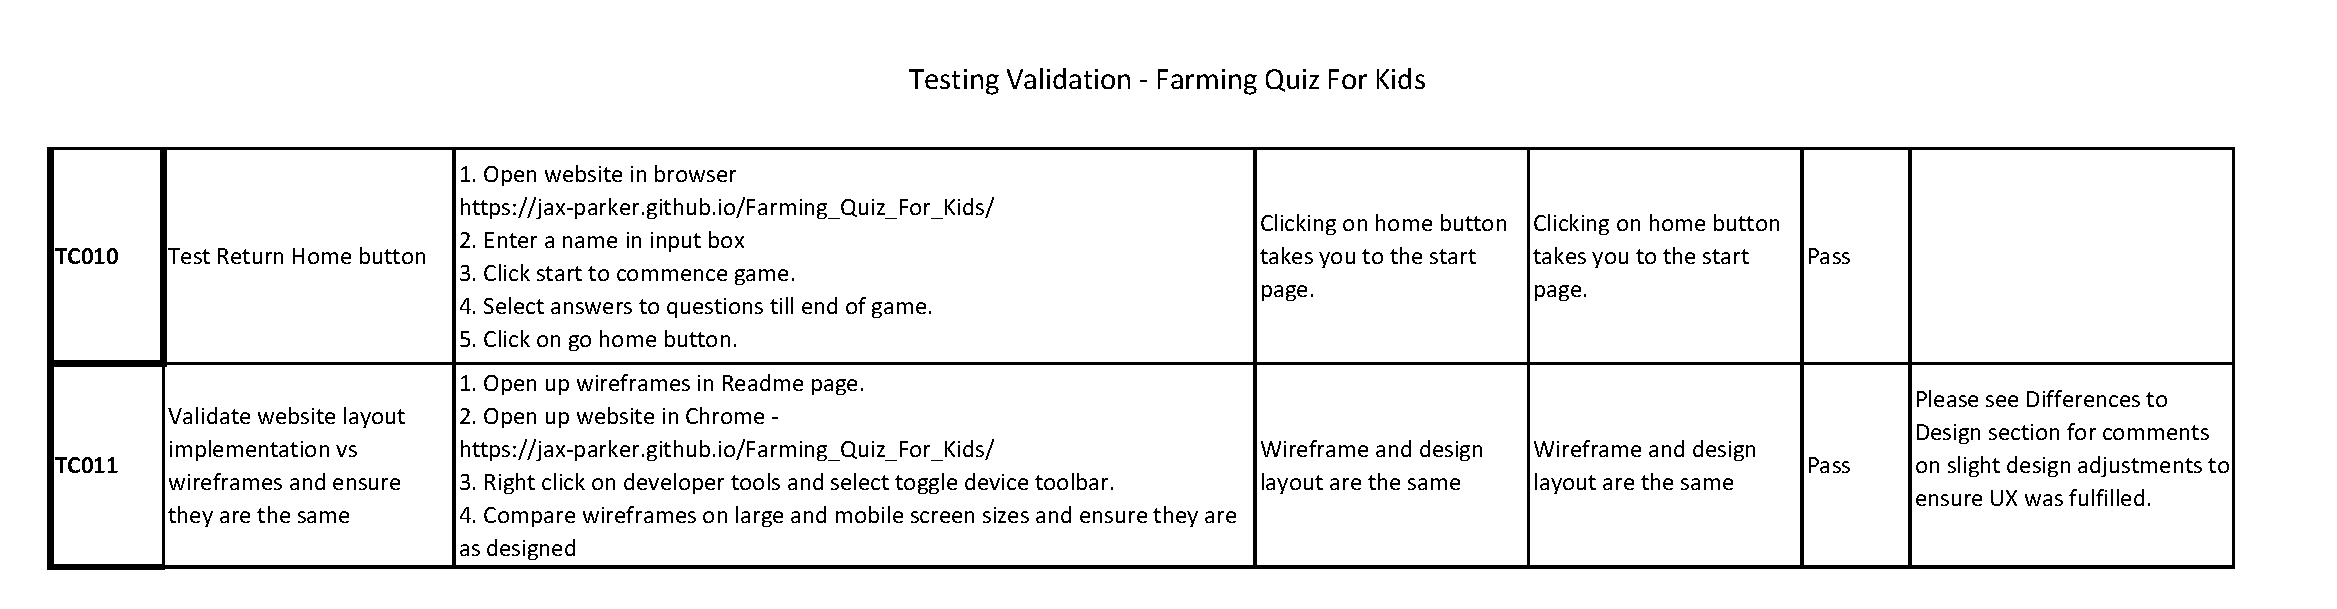 Testing Validation - Farming Quiz For Kids
TC010
Test Return Home button
1. Open website in browser
https://jax-parker.github.io/Farming_Quiz_For_Kids/
2. Enter a name in input box
3. Click start to commence game.
4. Select answers to questions till end of game.
5. Click on go home button.
Clicking on home button
takes you to the start
page.
Clicking on home button
takes you to the start
page.
Pass
TC011
Validate website layout
implementation vs
wireframes and ensure
they are the same
1. Open up wireframes in Readme page.
2. Open up website in Chrome -
https://jax-parker.github.io/Farming_Quiz_For_Kids/
3. Right click on developer tools and select toggle device toolbar.
4. Compare wireframes on large and mobile screen sizes and ensure they are
as designed
Wireframe and design
layout are the same
Wireframe and design
layout are the same
Pass
Please see Differences to
Design section for comments
on slight design adjustments to
ensure UX was fulfilled.